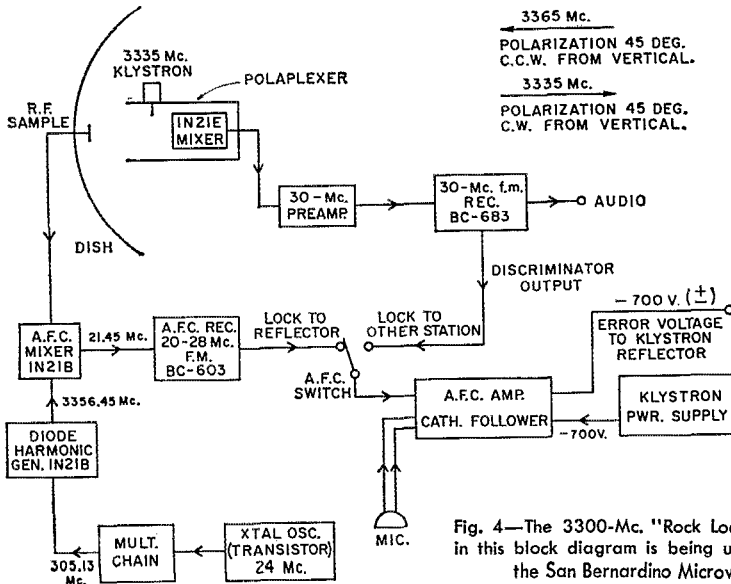 3335 Mc.
KLYSTRON
POLAPLEXER
R.F.
SAMPLE
IN21E
MIXER
DISH
3365 Mc.
POLARIZATION 45 DEG.
C.C.W. FROM VERTICAL.
3335 Mc.
POLARIZATION 45 DEG.
C.W. FROM VERTICAL.
30-Mc.
PREAMP.
30-Mc. f.m.
REC.
BC-683
AUDIO
DISCRIMINATOR
OUTPUT
A.F.C.
MIXER
IN21B
21.45 Mc.
A.F.C. REC.
20-28 Mc.
F.M.
BC-603
LOCK TO
REFLECTOR
LOCK TO
OTHER STATION
A.F.C.
SWITCH
-700 V. (±)
ERROR VOLTAGE
TO KLYSTRON
REFLECTOR
A.F.C. AMP.
CATH. FOLLOWER
-700V.
KLYSTRON
PWR. SUPPLY
3356.45 Mc.
DIODE
HARMONIC
GEN. IN21B
305.13
Mc.
MULT.
CHAIN
XTAL OSC.
(TRANSISTOR)
24 Mc.
MIC.
Fig. 4—The 3300-Mc. "Rock Loc
in this block diagram is being u
the San Bernardino Microv